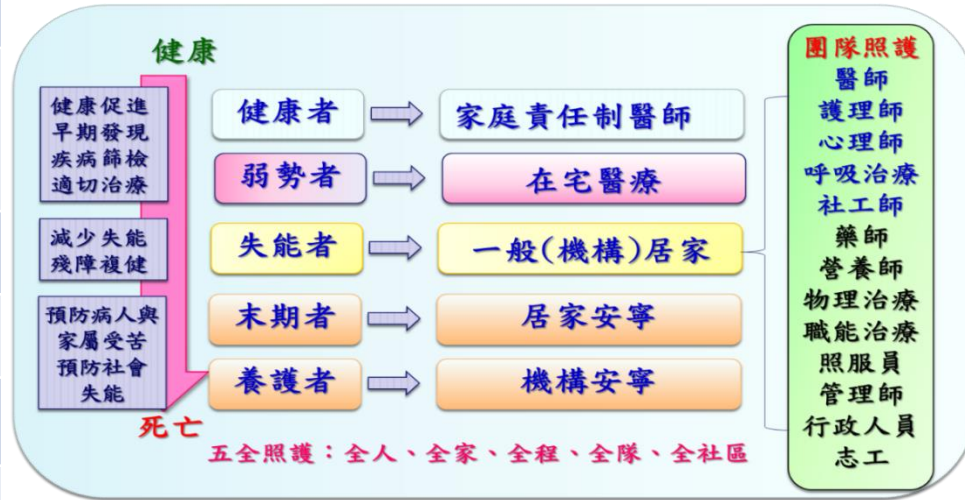 健康
健康促進
早期發現
疾病篩檢
適切治療
減少失能
殘障複健
預防病人與
家屬受苦
預防社會
失能
死亡
健康者
家庭責任制醫師
弱勢者
在宅醫療
失能者
一般(機構)居家
末期者
居家安寧
養護者
機構安寧
五全照護：全人、全家、全程、全隊、全社區
團隊照護
醫師
護理師
心理師
呼吸治療
社工師
藥師
營養師
物理治療
職能治療
照服員
管理師
行政人員
志工